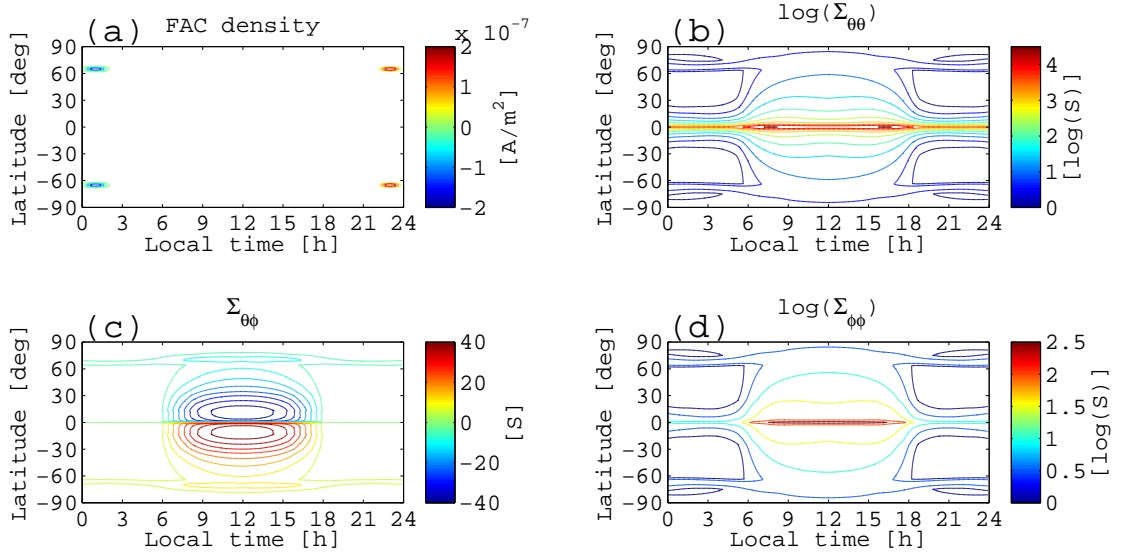 (a) FAC density x 10⁻⁷
90
60
30
0
−30
−60
−90
Latitude [deg]
0 3 6 9 12 15 18 21 24
Local time [h]
2
1
0
−1
−2
[A/m²]
(b) log(Σθθ)
90
60
30
0
−30
−60
−90
Latitude [deg]
0 3 6 9 12 15 18 21 24
Local time [h]
4
3
2
1
0
[log(S)]
(c) Σθϕ
90
60
30
0
−30
−60
−90
Latitude [deg]
0 3 6 9 12 15 18 21 24
Local time [h]
40
20
0
−20
−40
[S]
(d) log(Σϕϕ)
90
60
30
0
−30
−60
−90
Latitude [deg]
0 3 6 9 12 15 18 21 24
Local time [h]
2.5
2
1.5
1
0.5
0
[log(S)]